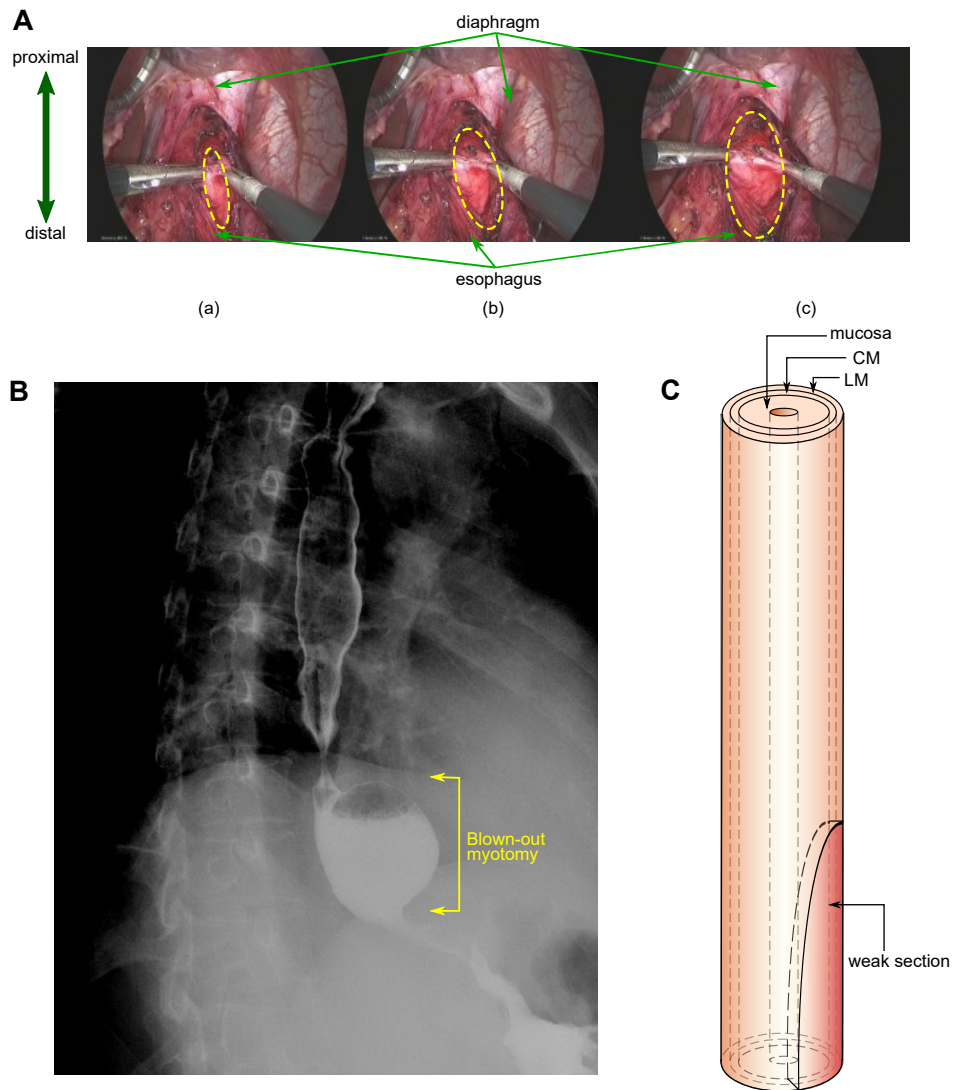 A
diaphragm
proximal
distal
esophagus
(a)
(b)
(c)
B
Blown-out
myotomy
C
mucosa
CM
LM
weak section